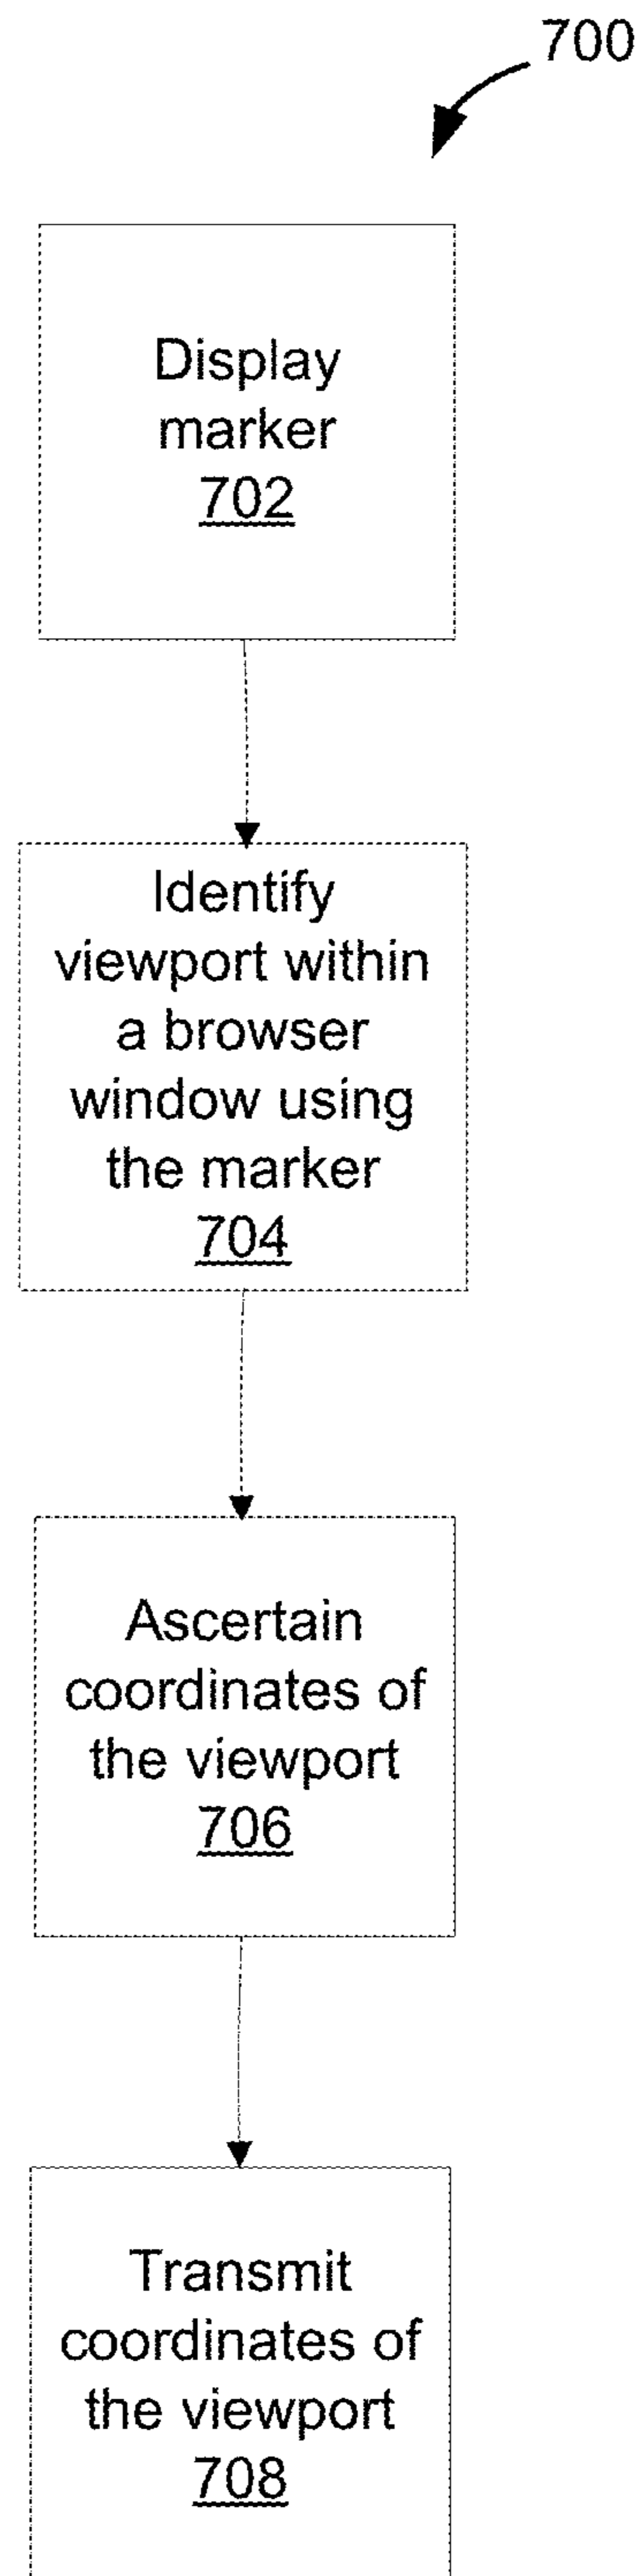 700
Display
marker
702
Identify
viewport within
a browser
window using
the marker
704
Ascertain
coordinates of
the viewport
706
Transmit
coordinates of
the viewport
708